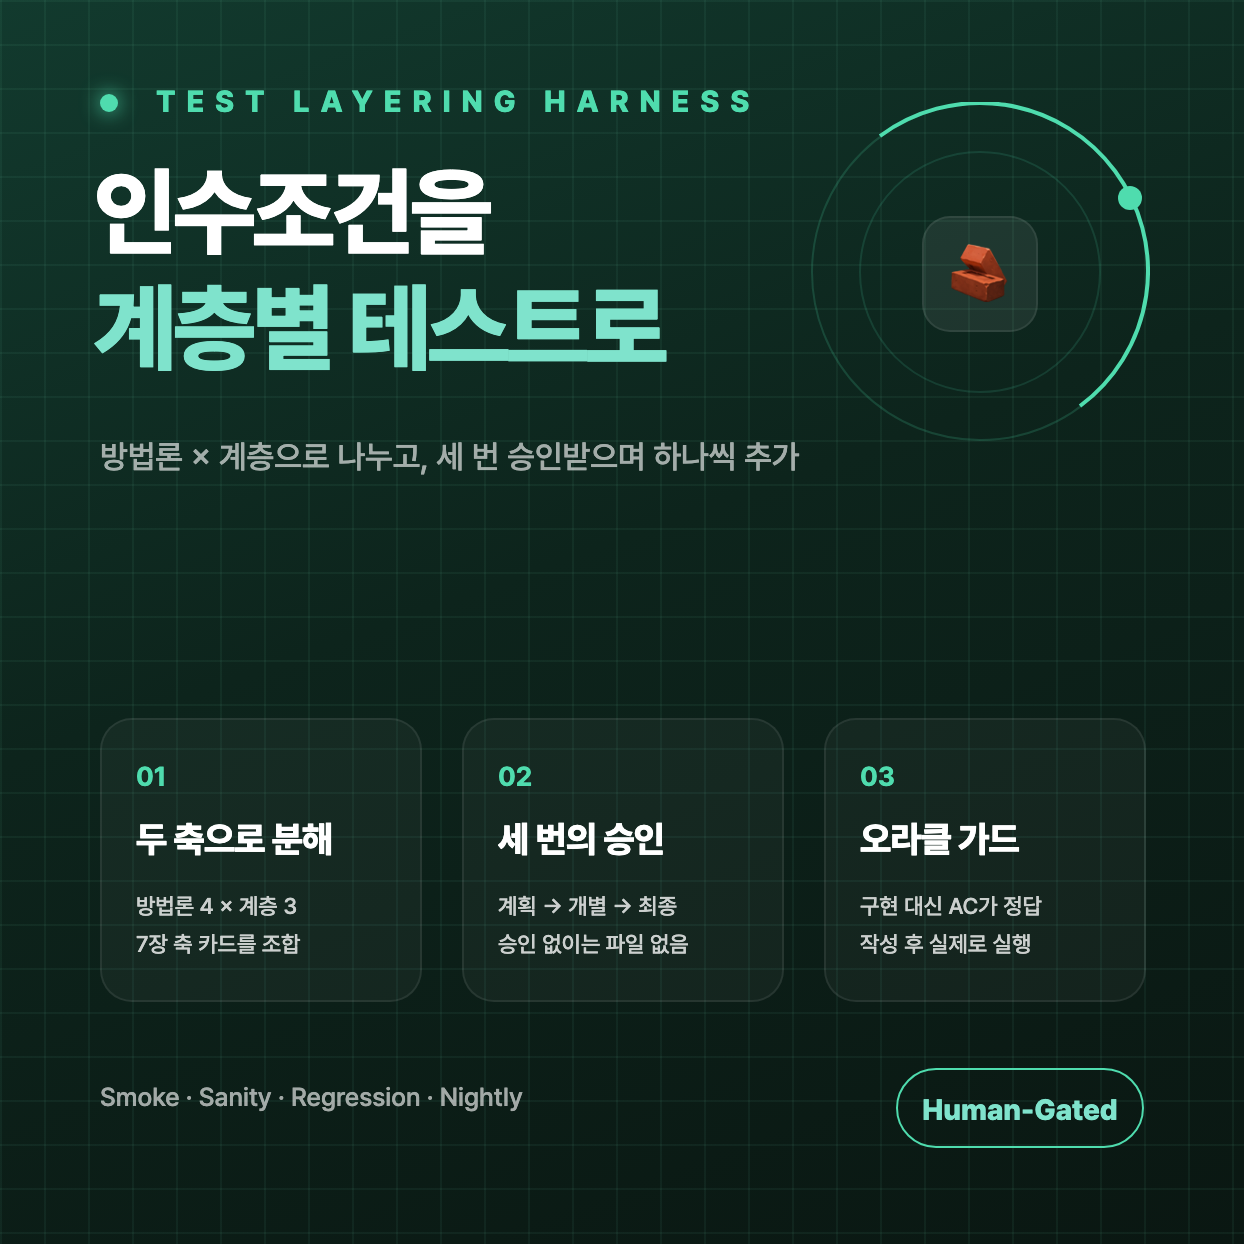 TEST LAYERING HARNESS
인수조건을
계층별 테스트로
방법론 × 계층으로 나누고, 세 번 승인받으며 하나씩 추가
01
두 축으로 분해
방법론 4 × 계층 3
7장 축 카드를 조합
02
세 번의 승인
계획 → 개별 → 최종
승인 없이는 파일 없음
03
오라클 가드
구현 대신 AC가 정답
작성 후 실제로 실행
Smoke · Sanity · Regression · Nightly
Human-Gated